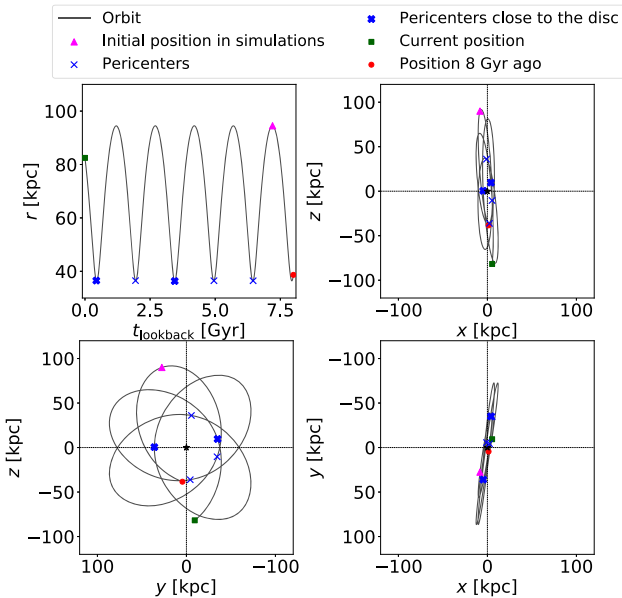 Orbit
Initial position in simulations
Pericenters
Pericenters close to the disc
Current position
Position 8 Gyr ago
100
80
60
40
r [kpc]
0.0 2.5 5.0 7.5
t_lookback [Gyr]
100
50
0
−50
−100
z [kpc]
−100 0 100
x [kpc]
100
50
0
−50
−100
z [kpc]
100 0 −100
y [kpc]
−100
−50
0
50
100
y [kpc]
−100 0 100
x [kpc]